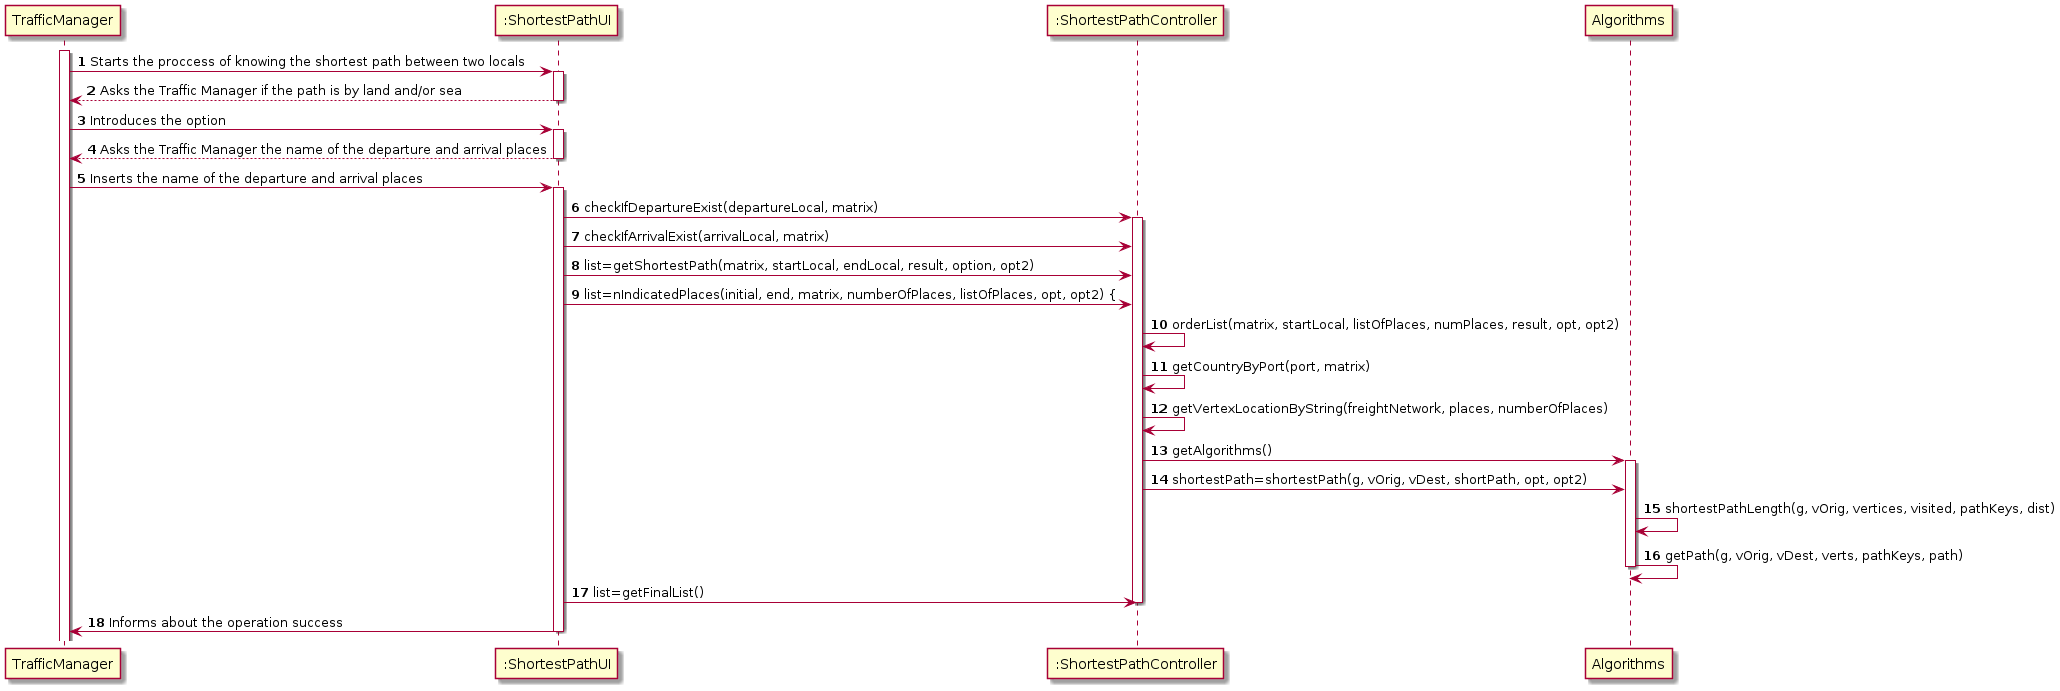 TrafficManager
:ShortestPathUI
:ShortestPathController
Algorithms
1 Starts the proccess of knowing the shortest path between two locals
2 Asks the Traffic Manager if the path is by land and/or sea
3 Introduces the option
4 Asks the Traffic Manager the name of the departure and arrival places
5 Inserts the name of the departure and arrival places
6 checkIfDepartureExist(departureLocal, matrix)
7 checkIfArrivalExist(arrivalLocal, matrix)
8 list=getShortestPath(matrix, startLocal, endLocal, result, option, opt2)
9 list=nIndicatedPlaces(initial, end, matrix, numberOfPlaces, listOfPlaces, opt, opt2) {
10 orderList(matrix, startLocal, listOfPlaces, numPlaces, result, opt, opt2)
11 getCountryByPort(port, matrix)
12 getVertexLocationByString(freightNetwork, places, numberOfPlaces)
13 getAlgorithms()
14 shortestPath=shortestPath(g, vOrig, vDest, shortPath, opt, opt2)
15 shortestPathLength(g, vOrig, vertices, visited, pathKeys, dist)
16 getPath(g, vOrig, vDest, verts, pathKeys, path)
17 list=getFinalList()
18 Informs about the operation success
TrafficManager
:ShortestPathUI
:ShortestPathController
Algorithms